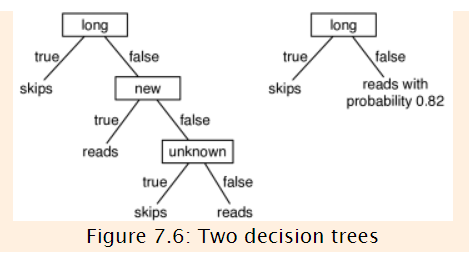 long
true
false
skips
new
true
false
reads
unknown
true
false
skips
reads
long
true
false
skips
reads with
probability 0.82
Figure 7.6: Two decision trees